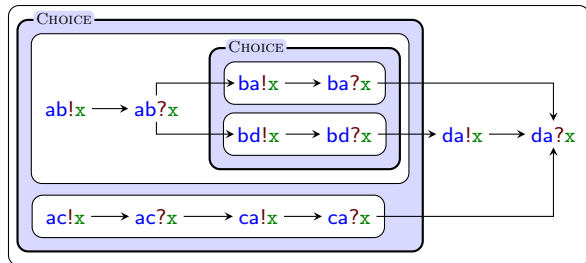 CHOICE
CHOICE
ba!x ba?x
ab!x ab?x
bd!x bd?x da!x da?x
ac!x ac?x ca!x ca?x